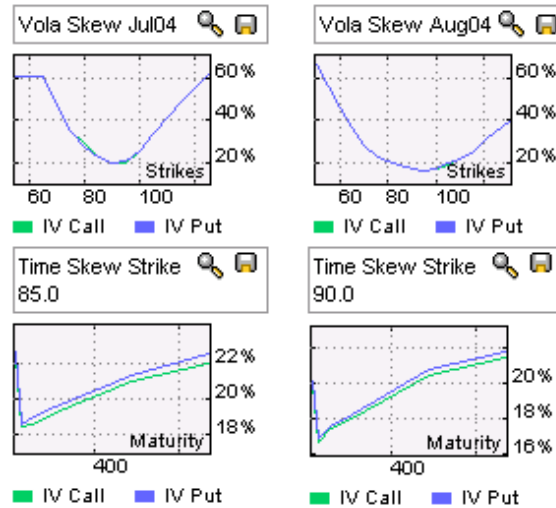 Vola Skew Jul04
60%
40%
20%
Strikes
60 80 100
IV Call IV Put
Vola Skew Aug04
60%
40%
20%
Strikes
60 80 100
IV Call IV Put
Time Skew Strike
85.0
22%
20%
18%
Maturity
400
IV Call IV Put
Time Skew Strike
90.0
20%
18%
16%
Maturity
400
IV Call IV Put